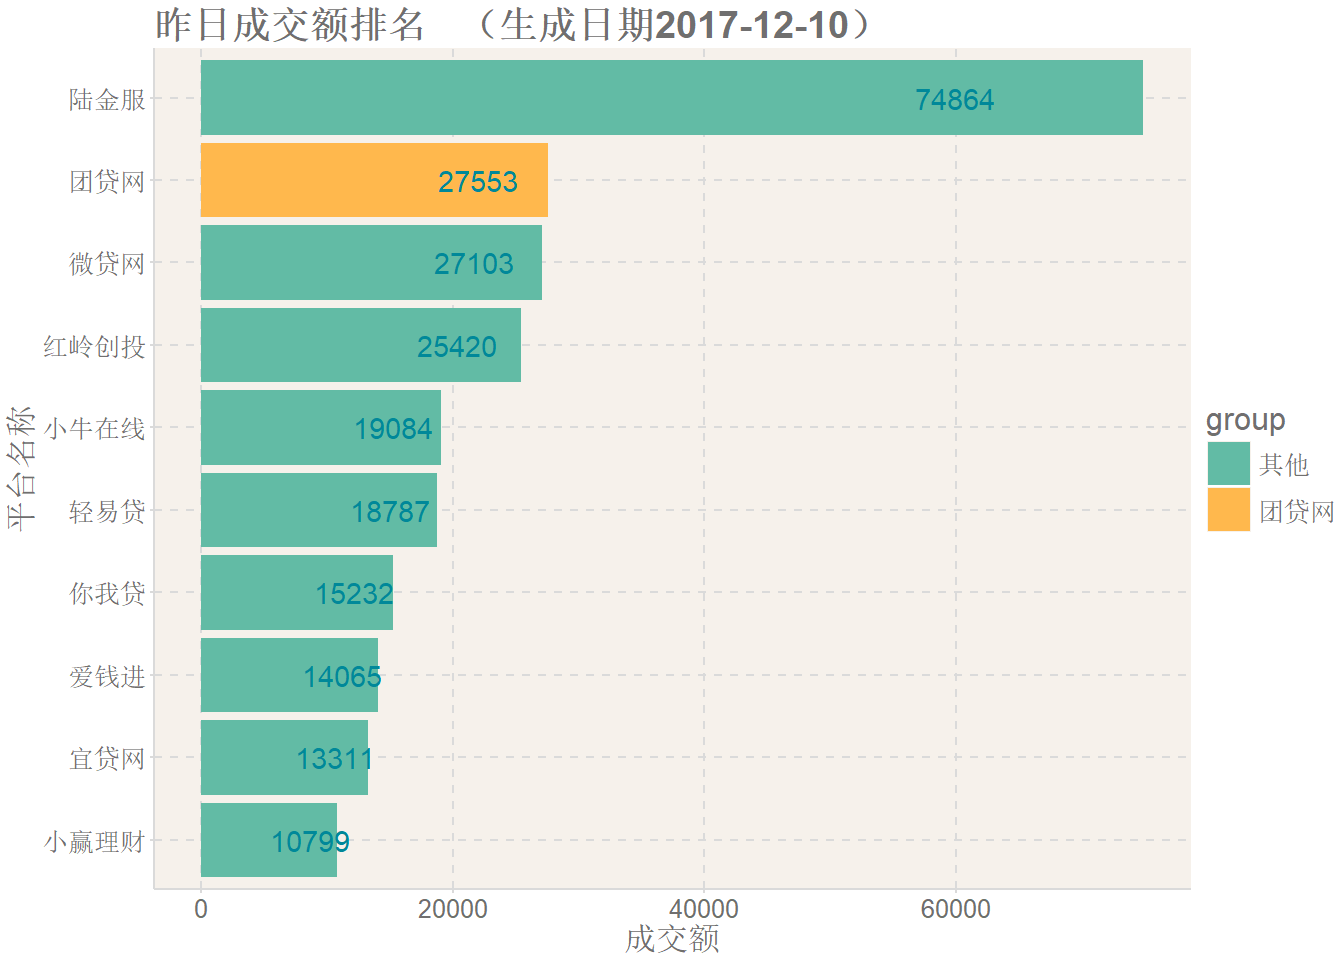 昨日成交额排名 （生成日期2017-12-10）
陆金服 74864
团贷网 27553
微贷网 27103
红岭创投 25420
小牛在线 19084
轻易贷 18787
你我贷 15232
爱钱进 14065
宜贷网 13311
小赢理财 10799
平台名称
0 20000 40000 60000
成交额
group
其他
团贷网